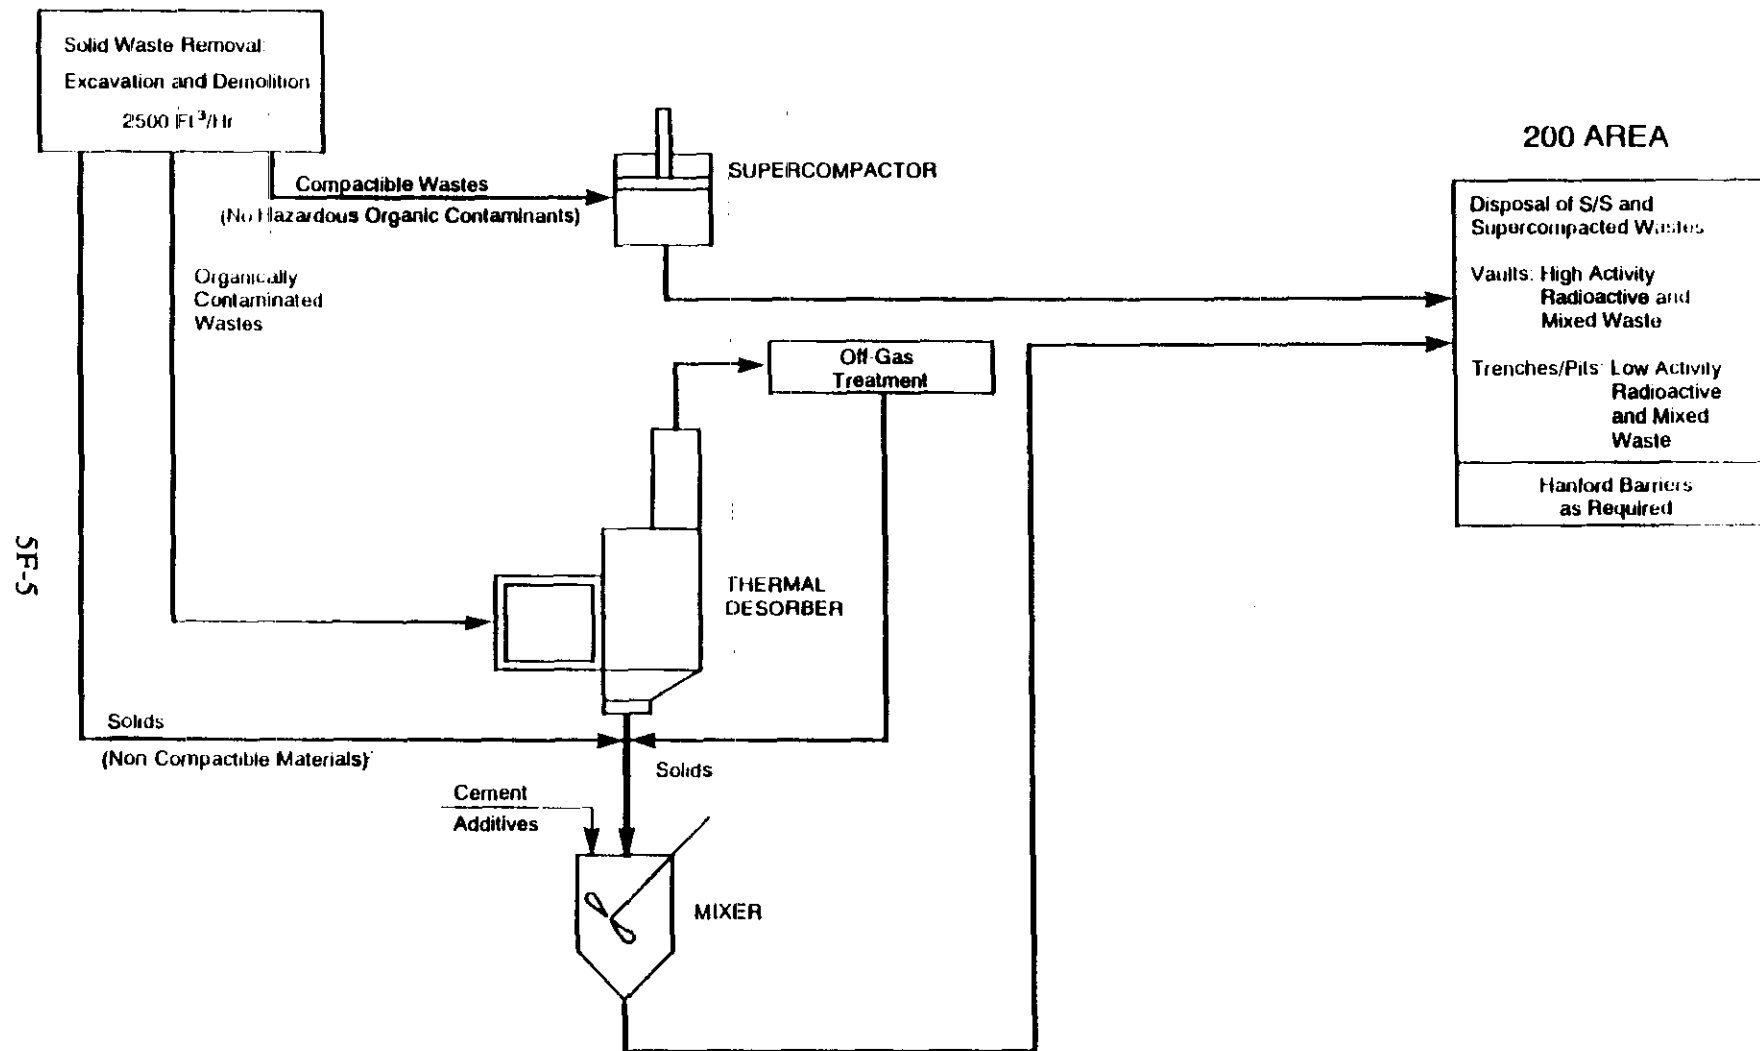 Solid Waste Removal:
Excavation and Demolition
2500 Ft³/Hr
Compactible Wastes
(No Hazardous Organic Contaminants)
SUPERCOMPACTOR
200 AREA
Disposal of S/S and
Supercompacted Wastes
Vaults: High Activity
Radioactive and
Mixed Waste
Trenches/Pits: Low Activity
Radioactive
and Mixed
Waste
Hanford Barriers
as Required
Organically
Contaminated
Wastes
Off-Gas
Treatment
THERMAL
DESORBER
Solids
(Non Compactible Materials)
Solids
Cement
Additives
MIXER
5F-5